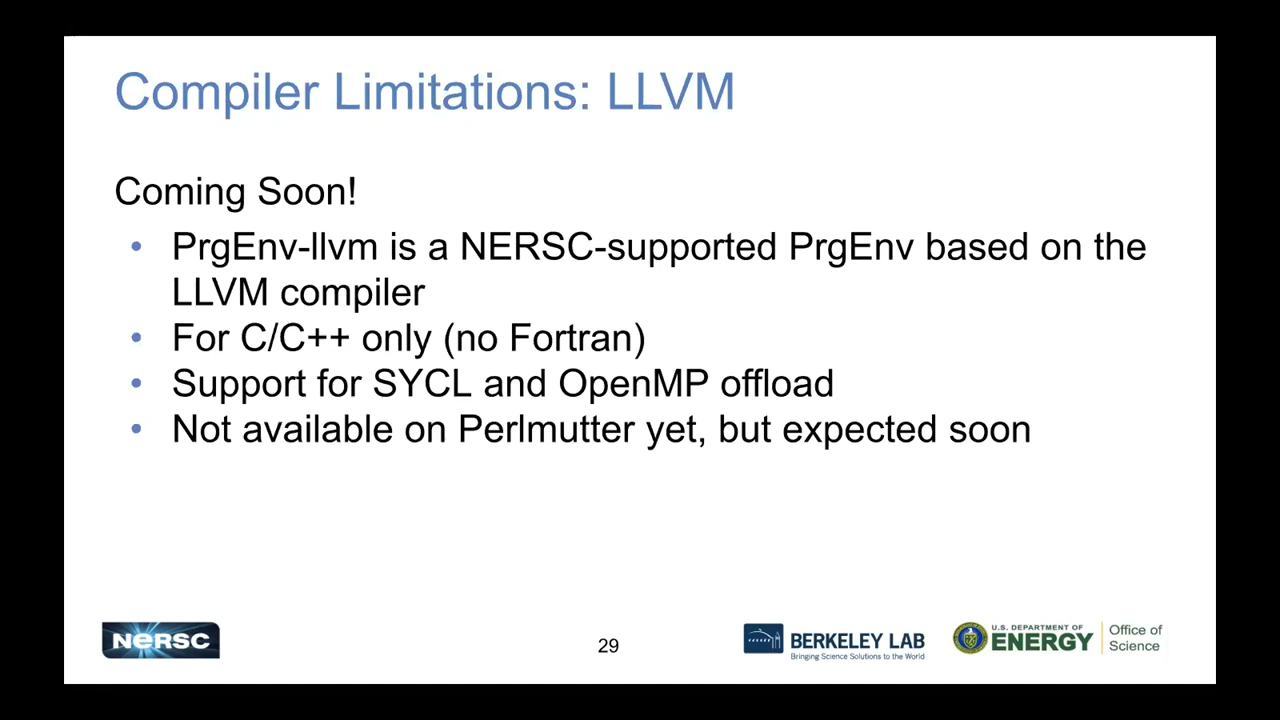 Compiler Limitations: LLVM
Coming Soon!
• PrgEnv-llvm is a NERSC-supported PrgEnv based on the
LLVM compiler
• For C/C++ only (no Fortran)
• Support for SYCL and OpenMP offload
• Not available on Perlmutter yet, but expected soon
NERSC
29
BERKELEY LAB
Bringing Science Solutions to the World
U.S. DEPARTMENT OF
ENERGY
Office of
Science